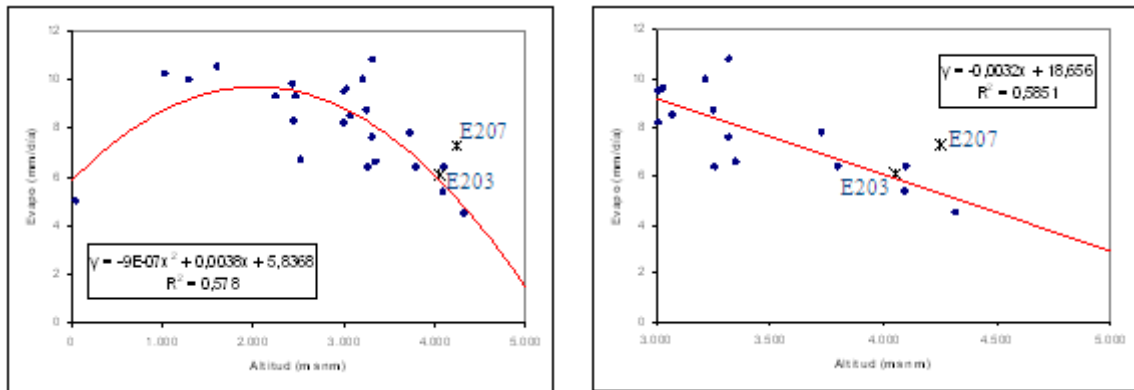 12
10
8
6
4
2
0
Evapo (mm/d/a)
E207
E203
y = -9E-07x² + 0,0038x + 5,8368
R² = 0,578
0 1.000 2.000 3.000 4.000 5.000
Altitud (m snm)
12
10
8
6
4
2
0
Evapo (mm/d/a)
y = -0,0032x + 18,656
R² = 0,5851
E207
E203
3.000 3.500 4.000 4.500 5.000
Altitud (m snm)